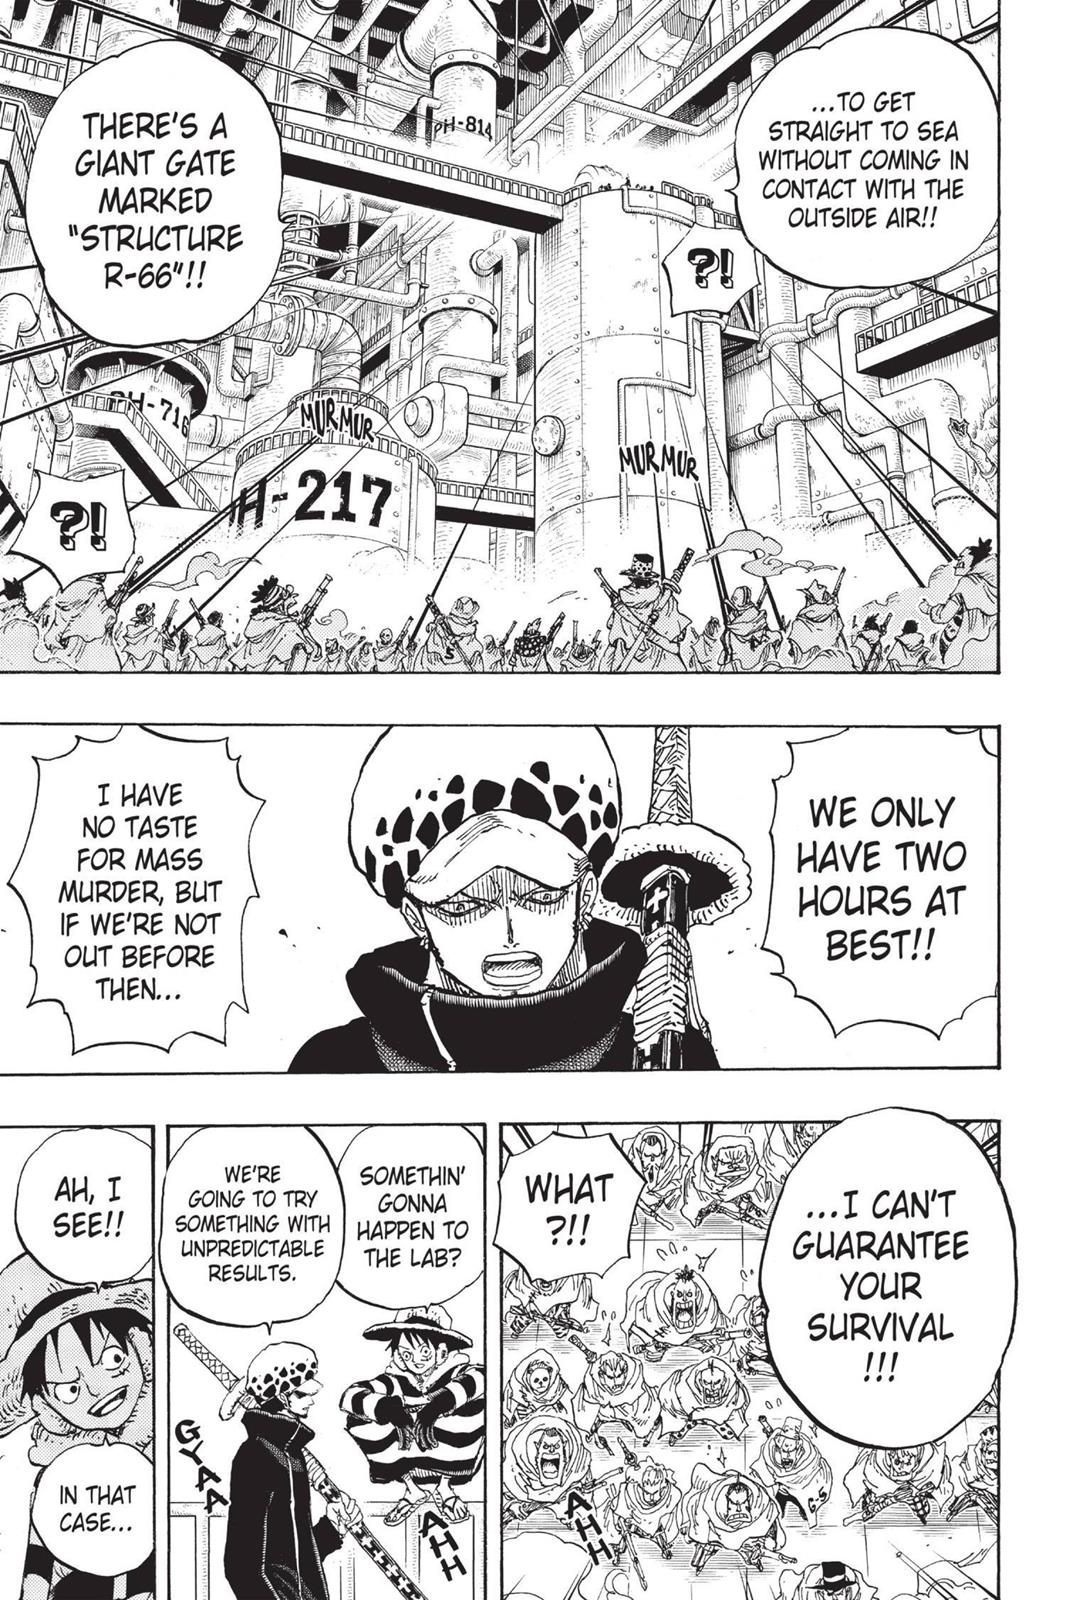 ...TO GET
STRAIGHT TO SEA
WITHOUT COMING IN
CONTACT WITH THE
OUTSIDE AIR!!
?!
THERE'S A
GIANT GATE
MARKED
"STRUCTURE
R-66"!!
PH-814
PH-716
H-217
MURMUR
MURMUR
?!
S
WE ONLY
HAVE TWO
HOURS AT
BEST!!
I HAVE
NO TASTE
FOR MASS
MURDER, BUT
IF WE'RE NOT
OUT BEFORE
THEN...
...I CAN'T
GUARANTEE
YOUR
SURVIVAL
!!!
WHAT
?!!
G.S
AHH
SOMETHIN'
GONNA
HAPPEN TO
THE LAB?
WE'RE
GOING TO TRY
SOMETHING WITH
UNPREDICTABLE
RESULTS.
GYAA
AHH
AH, I
SEE!!
IN THAT
CASE...